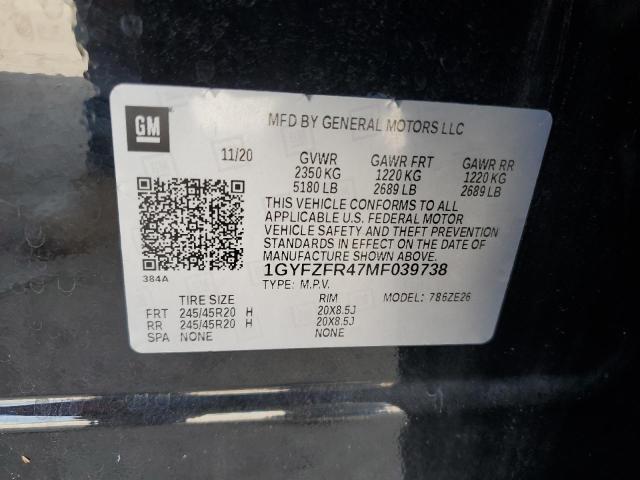 GM
MFD BY GENERAL MOTORS LLC
11/20 GVWR GAWR FRT GAWR RR
2350 KG 1220 KG 1220 KG
5180 LB 2689 LB 2689 LB
THIS VEHICLE CONFORMS TO ALL
APPLICABLE U.S. FEDERAL MOTOR
VEHICLE SAFETY AND THEFT PREVENTION
STANDARDS IN EFFECT ON THE DATE OF
MANUFACTURE SHOWN ABOVE.
384A
1GYFZFR47MF039738
TYPE: M.P.V. MODEL: 786ZE26
TIRE SIZE RIM
FRT 245/45R20 H 20X8.5J
RR 245/45R20 H 20X8.5J
SPA NONE NONE